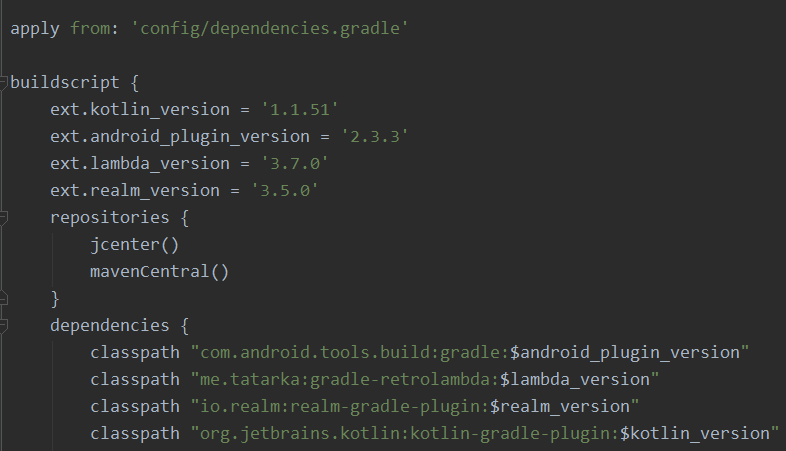 apply from: 'config/dependencies.gradle'
buildscript {
ext.kotlin_version = '1.1.51'
ext.android_plugin_version = '2.3.3'
ext.lambda_version = '3.7.0'
ext.realm_version = '3.5.0'
repositories {
jcenter()
mavenCentral()
}
dependencies {
classpath "com.android.tools.build:gradle:$android_plugin_version"
classpath "me.tatarka:gradle-retrolambda:$lambda_version"
classpath "io.realm:realm-gradle-plugin:$realm_version"
classpath "org.jetbrains.kotlin:kotlin-gradle-plugin:$kotlin_version"